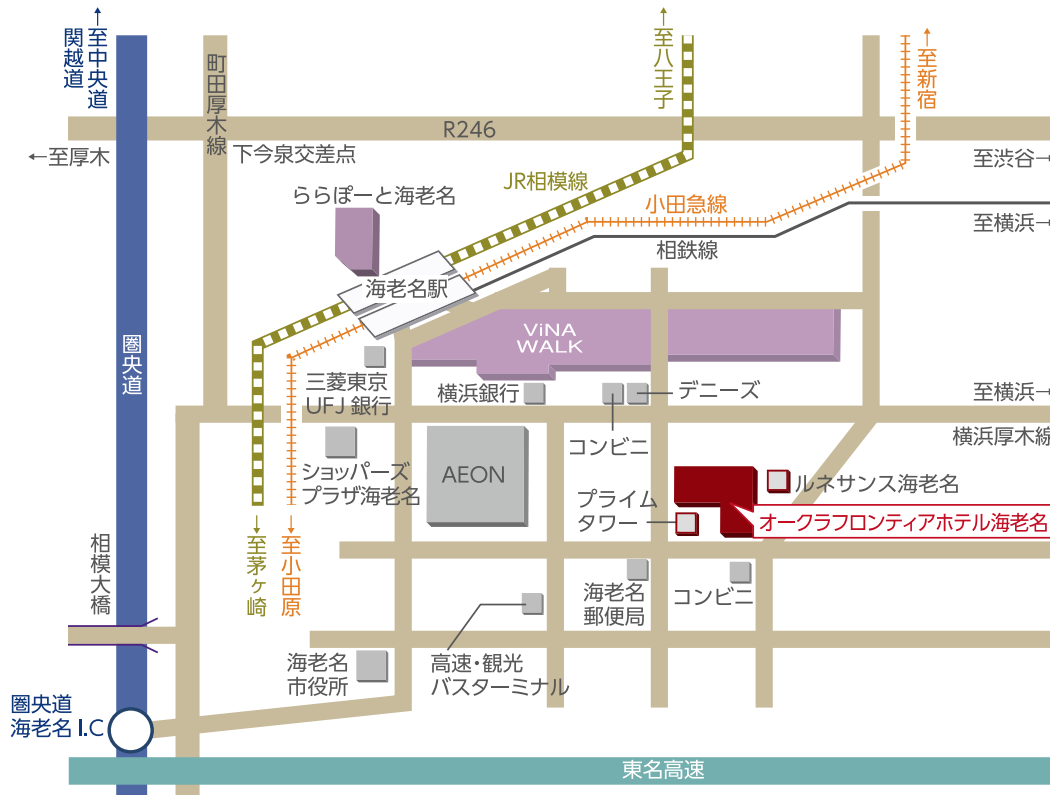 ←至中央道
関越道
町田厚木線
←至八王子
←至新宿
R246
←至厚木
下今泉交差点
至渋谷→
JR相模線
ららぽーと海老名
小田急線
至横浜→
相鉄線
海老名駅
圏央道
ViNA
WALK
三菱東京
UFJ 銀行
横浜銀行
デニーズ
至横浜→
横浜厚木線
コンビニ
ショッパーズ
プラザ海老名
AEON
ルネサンス海老名
プライム
タワー
オークラフロンティアホテル海老名
相模大橋
←至茅ヶ崎
←至小田原
海老名
郵便局
コンビニ
海老名
市役所
高速・観光
バスターミナル
圏央道
海老名 I.C
東名高速